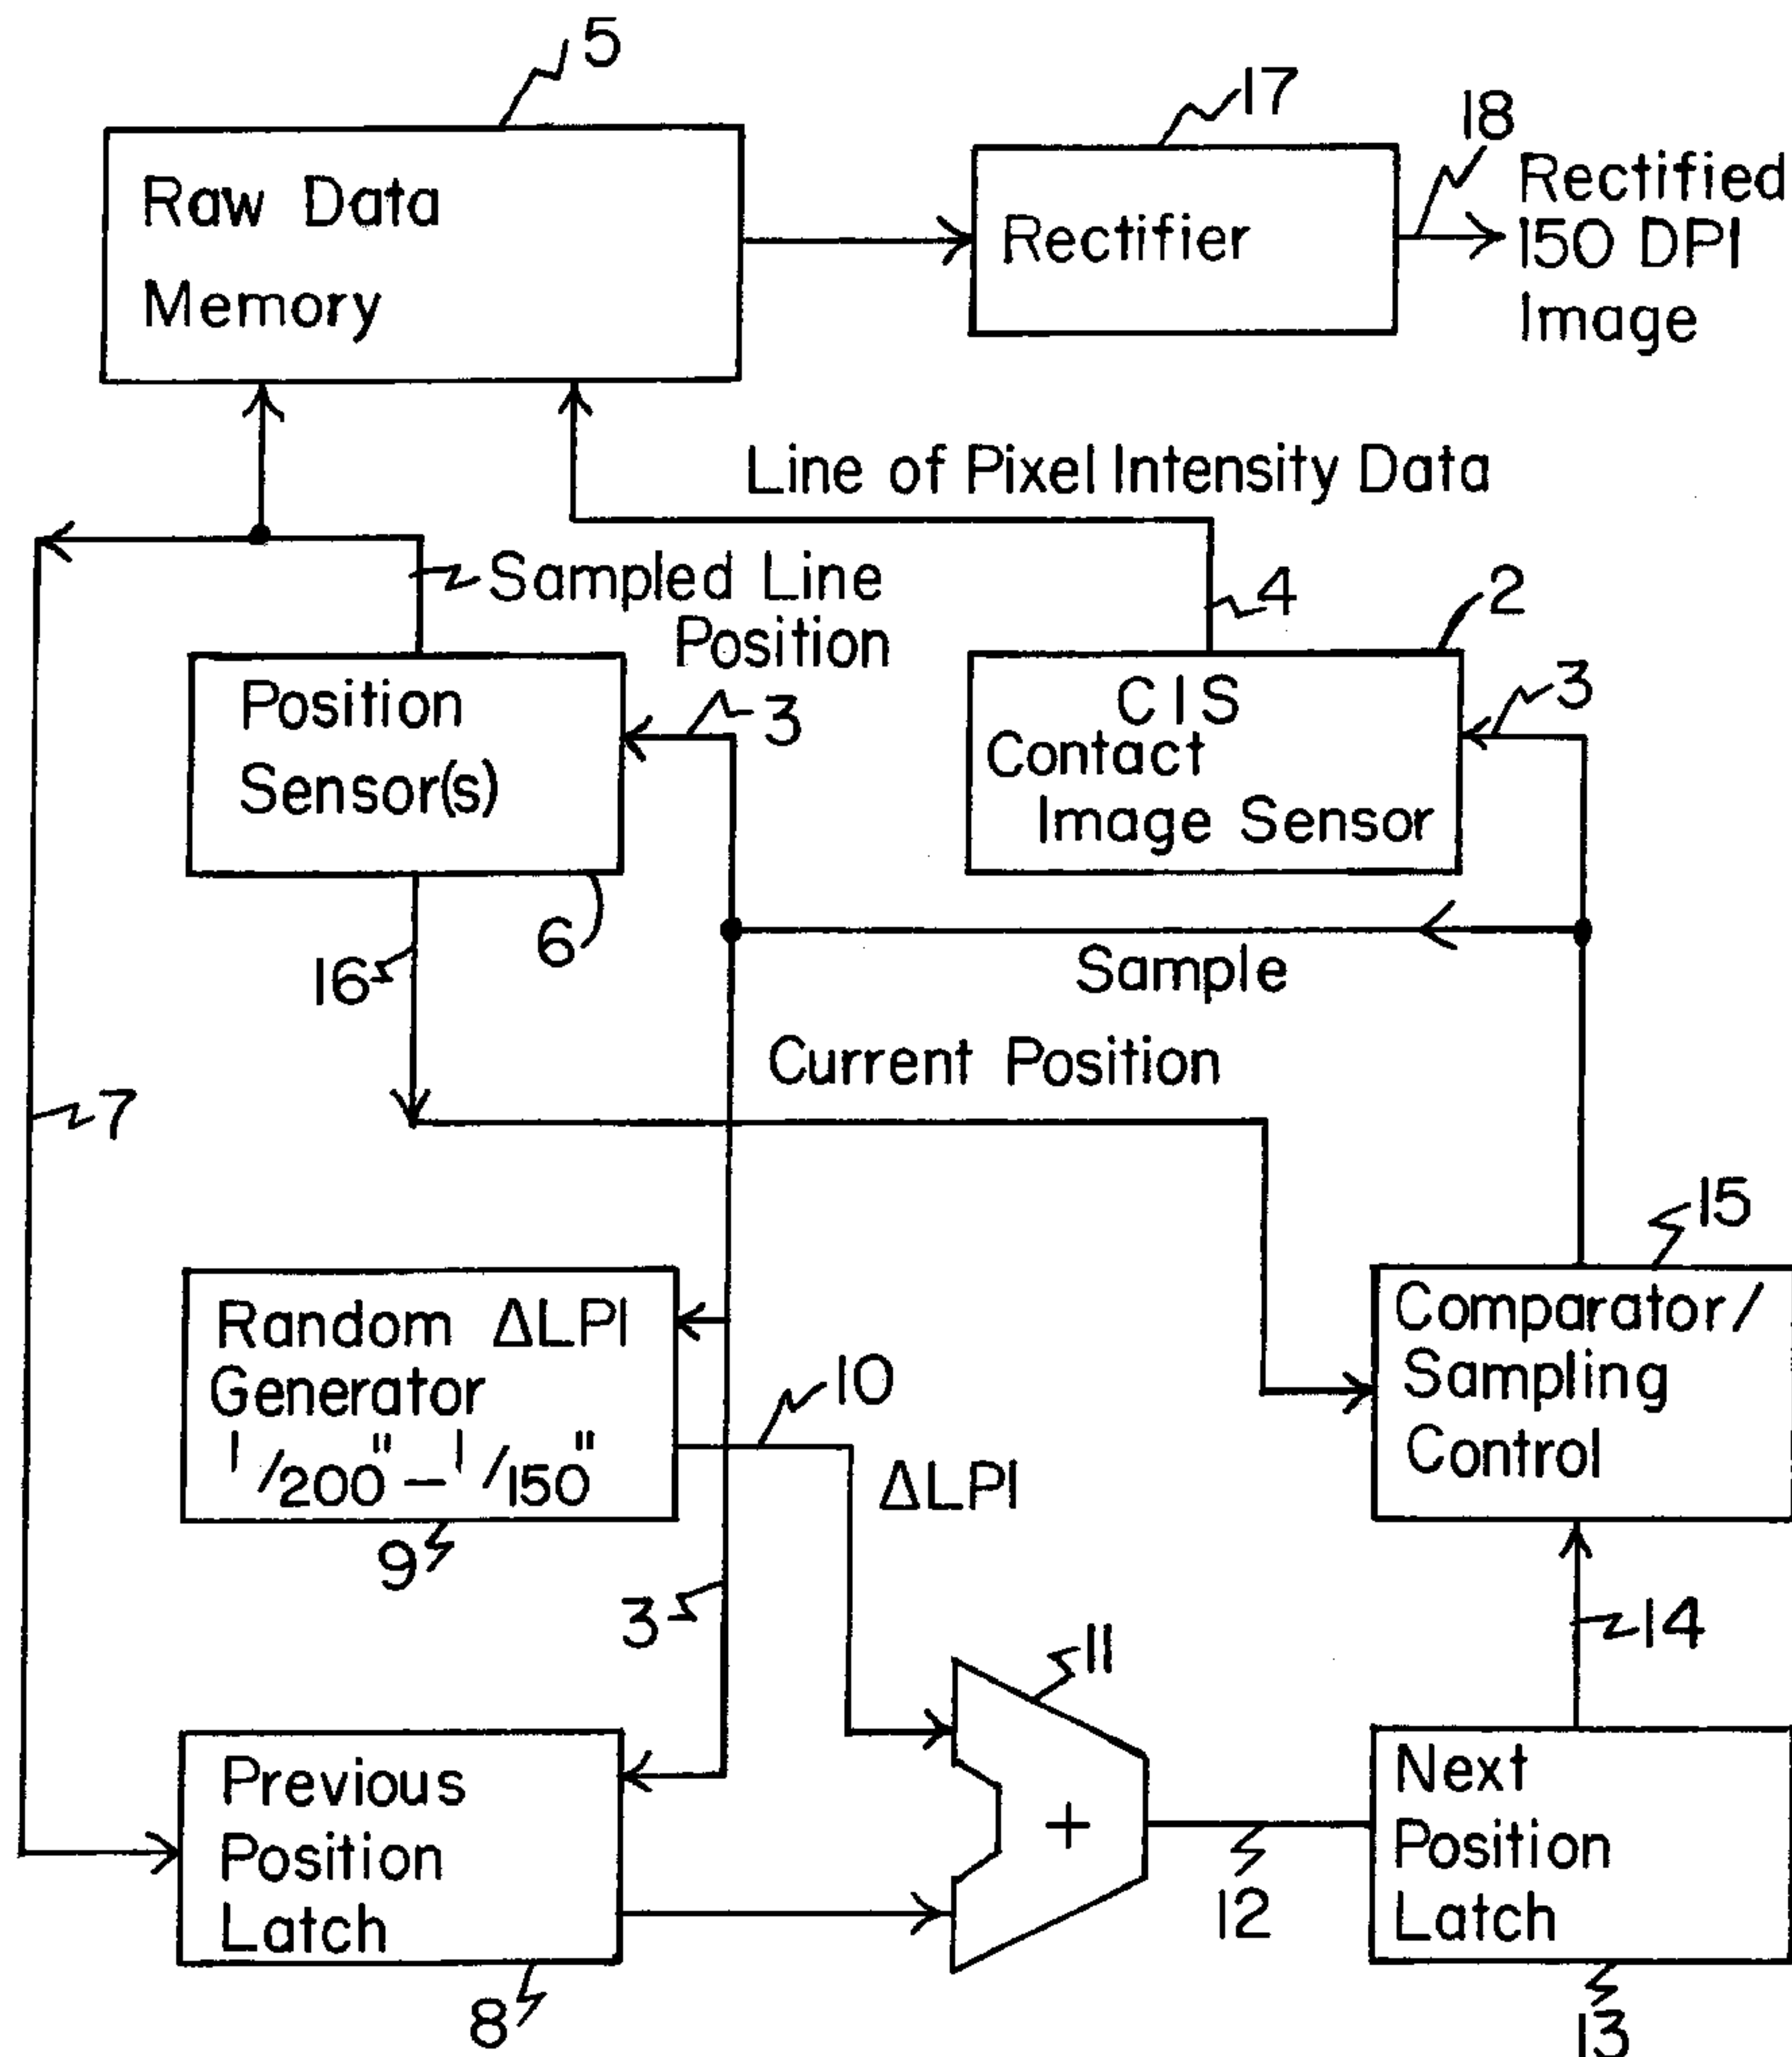 5
17
18
Raw Data
Memory
Rectifier
Rectified
150 DPI
Image
Line of Pixel Intensity Data
Sampled Line
Position
4
2
Position
Sensor(s)
3
CIS
Contact
Image Sensor
3
6
16
Sample
Current Position
7
15
Random ΔLPI
Generator
1/200" - 1/150"
10
ΔLPI
Comparator/
Sampling
Control
9
3
11
14
Previous
Position
Latch
+
12
Next
Position
Latch
8
13